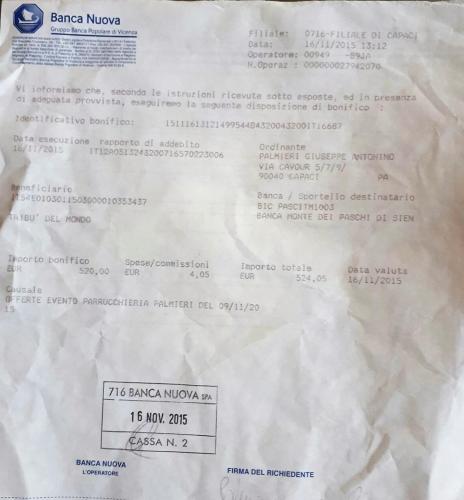 Banca Nuova
Gruppo Banca Popolare di Vicenza
Filiale: 0716-FILIALE DI CAPACI
Data: 16/11/2015 13:12
Operatore: 00949 -B9JA
N.Operaz : 000000027942070
Vi informiamo che, secondo le istruzioni ricevute sotto esposte, ed in presenza
di adeguata provvista, eseguiremo la seguente disposizione di bonifico :
Identificativo bonifico: 15111613121499544843200432001716687
Data esecuzione rapporto di addebito Ordinante
16/11/2015 IT12A0513243200716570223006 PALMIERI GIUSEPPE ANTONINO
VIA CAVOUR 5/7/9/
90040 CAPACI PA
Beneficiario Banca / Sportello destinatario
IT54E0103011503000010353437 BIC PASCITM1003
TRIBU' DEL MONDO BANCA MONTE DEI PASCHI DI SIEN
Importo bonifico Spese/commissioni Importo totale Data valuta
EUR 520,00 EUR 4,05 EUR 524,05 16/11/2015
Causale
OFFERTE EVENTO PARRUCCHIERIA PALMIERI DEL 09/11/20
15
716 BANCA NUOVA SPA
16 NOV. 2015
CASSA N. 2
BANCA NUOVA
L'OPERATORE
FIRMA DEL RICHIEDENTE